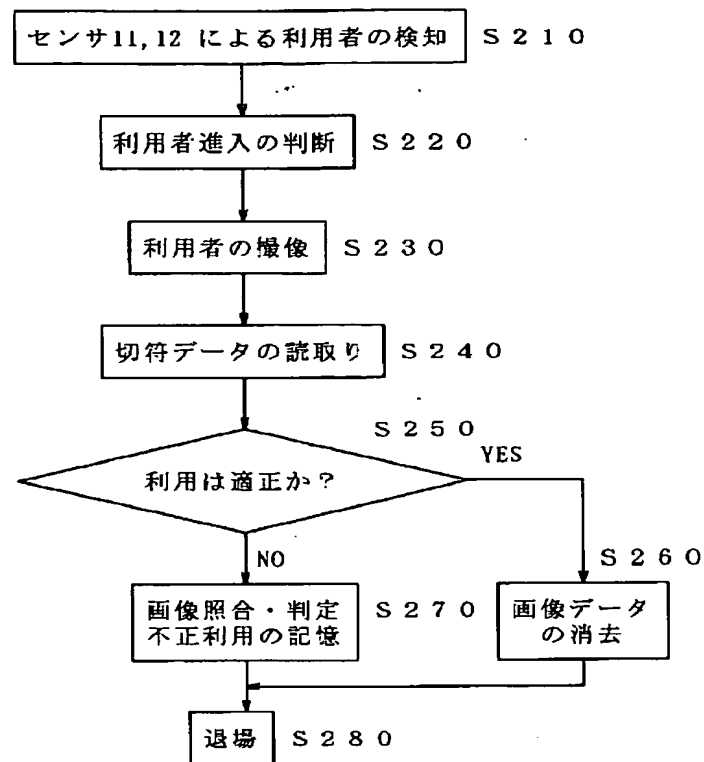 センサ11,12 による利用者の検知 S210
利用者進入の判断 S220
利用者の撮像 S230
切符データの読取り S240
S250
利用は適正か? YES
NO
S260
画像照合・判定 S270
不正利用の記憶
画像データ
の消去
退場 S280